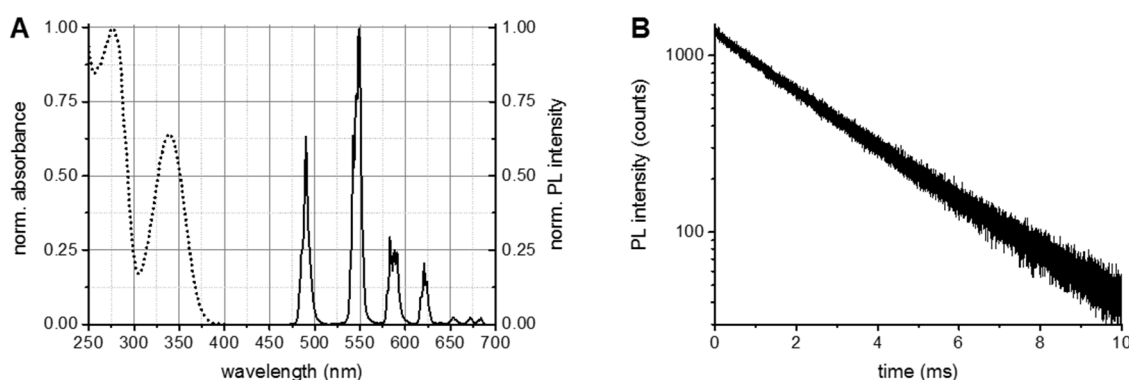 A
1.00
0.75
0.50
0.25
0.00
norm. absorbance
250 300 350 400 450 500 550 600 650 700
wavelength (nm)
1.00
0.75
0.50
0.25
0.00
norm. PL intensity
B
1000
100
PL intensity (counts)
0 2 4 6 8 10
time (ms)